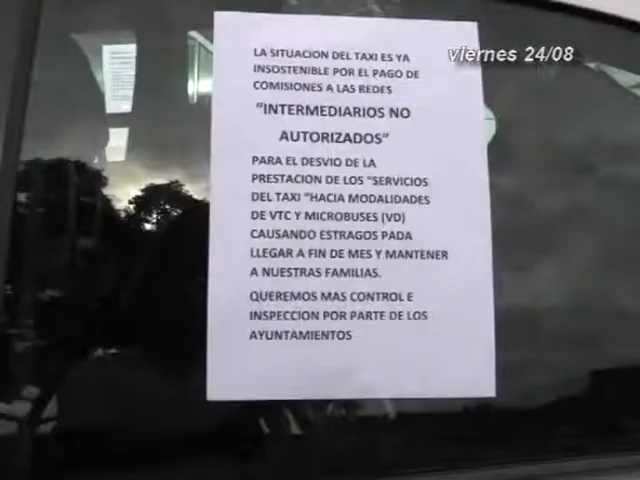 viernes 24/08
LA SITUACION DEL TAXI ES YA
INSOSTENIBLE POR EL PAGO DE
COMISIONES A LAS REDES
"INTERMEDIARIOS NO
AUTORIZADOS"
PARA EL DESVIO DE LA
PRESTACION DE LOS "SERVICIOS
DEL TAXI "HACIA MODALIDADES
DE VTC Y MICROBUSES (VD)
CAUSANDO ESTRAGOS PADA
LLEGAR A FIN DE MES Y MANTENER
A NUESTRAS FAMILIAS.
QUEREMOS MAS CONTROL E
INSPECCION POR PARTE DE LOS
AYUNTAMIENTOS